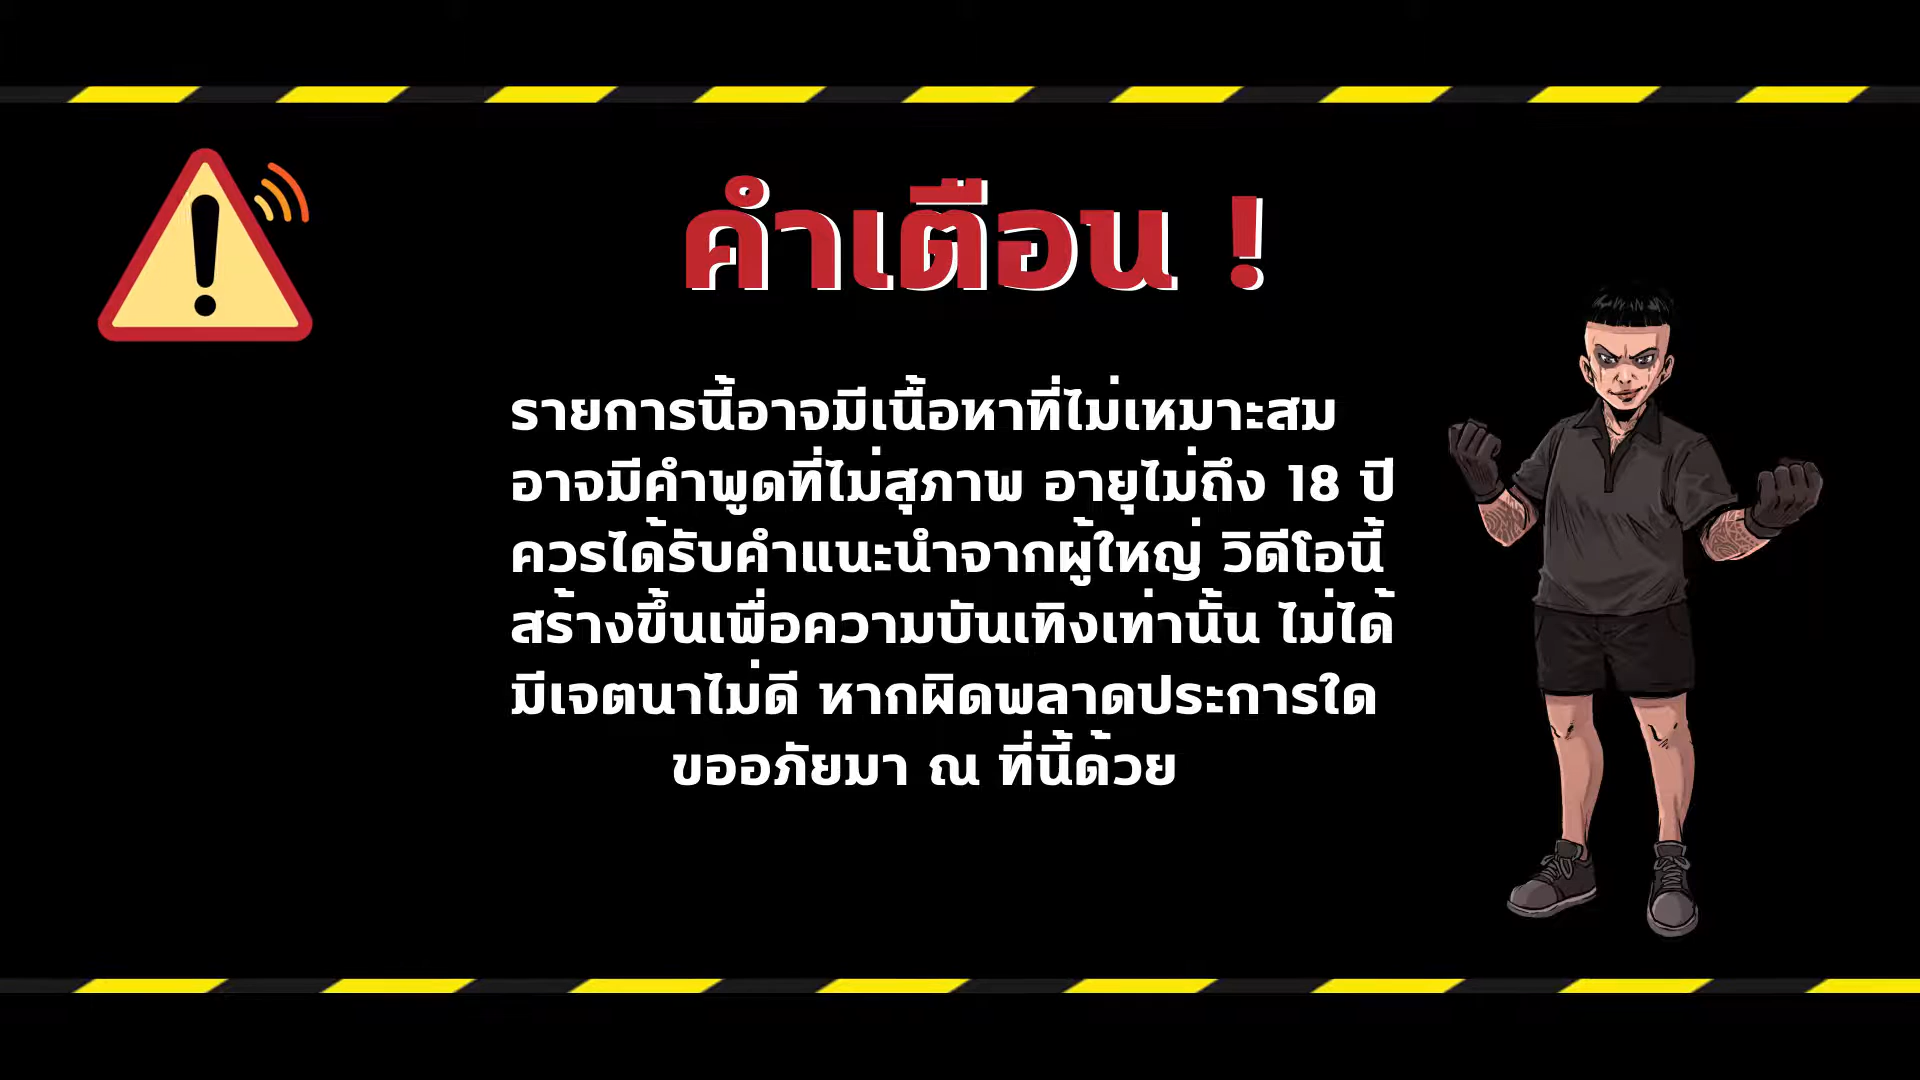 คำเตือน !
รายการนี้อาจมีเนื้อหาที่ไม่เหมาะสม
อาจมีคำพูดที่ไม่สุภาพ อายุไม่ถึง 18 ปี
ควรได้รับคำแนะนำจากผู้ใหญ่ วิดีโอนี้
สร้างขึ้นเพื่อความบันเทิงเท่านั้น ไม่ได้
มีเจตนาไม่ดี หากผิดพลาดประการใด
ขออภัยมา ณ ที่นี้ด้วย